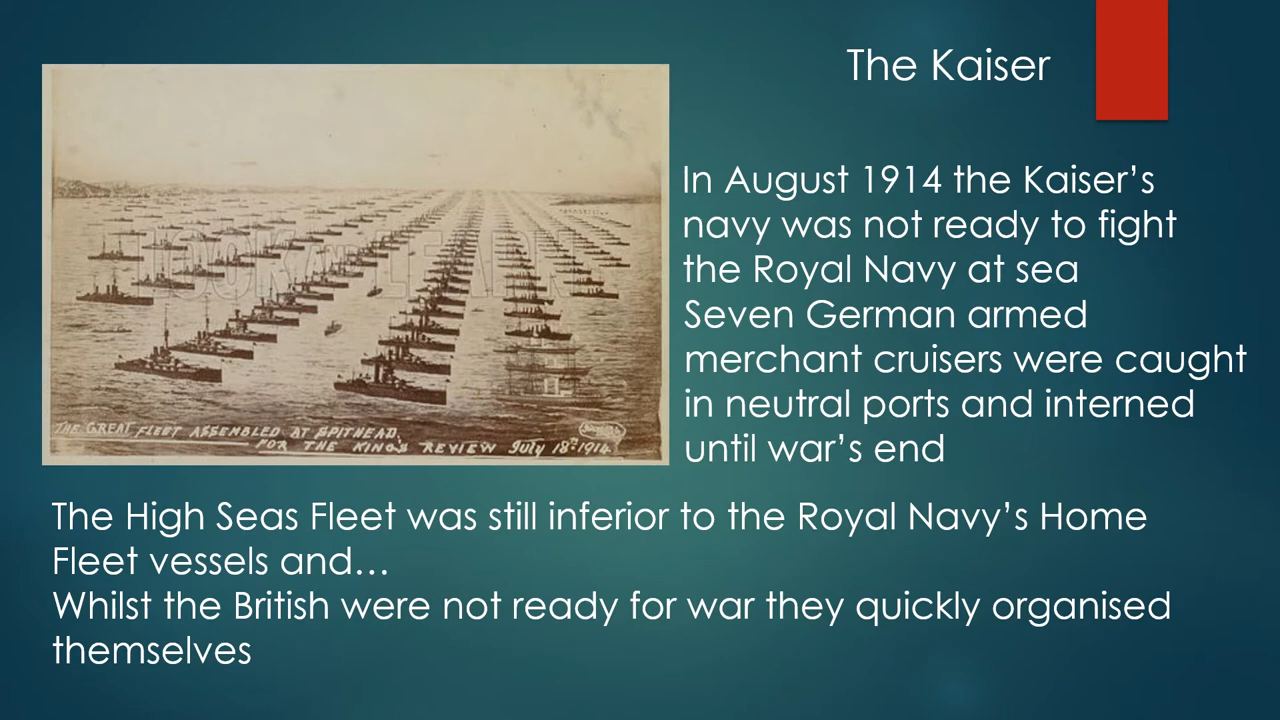 The Kaiser
In August 1914 the Kaiser’s
navy was not ready to fight
the Royal Navy at sea
Seven German armed
merchant cruisers were caught
in neutral ports and interned
until war’s end
THE GREAT FLEET ASSEMBLED AT SPITHEAD,
FOR THE KING'S REVIEW July 18th 1914
The High Seas Fleet was still inferior to the Royal Navy’s Home
Fleet vessels and…
Whilst the British were not ready for war they quickly organised
themselves